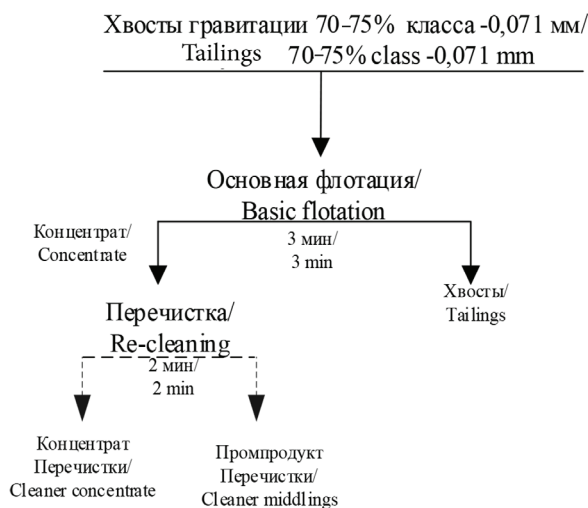 Хвосты гравитации 70-75% класса -0,071 мм/
Tailings 70-75% class -0,071 mm
Основная флотация/
Basic flotation
3 мин/
3 min
Концентрат/
Concentrate
Хвосты/
Tailings
Перечистка/
Re-cleaning
2 мин/
2 min
Концентрат
Перечистки/
Cleaner concentrate
Промпродукт
Перечистки/
Cleaner middlings